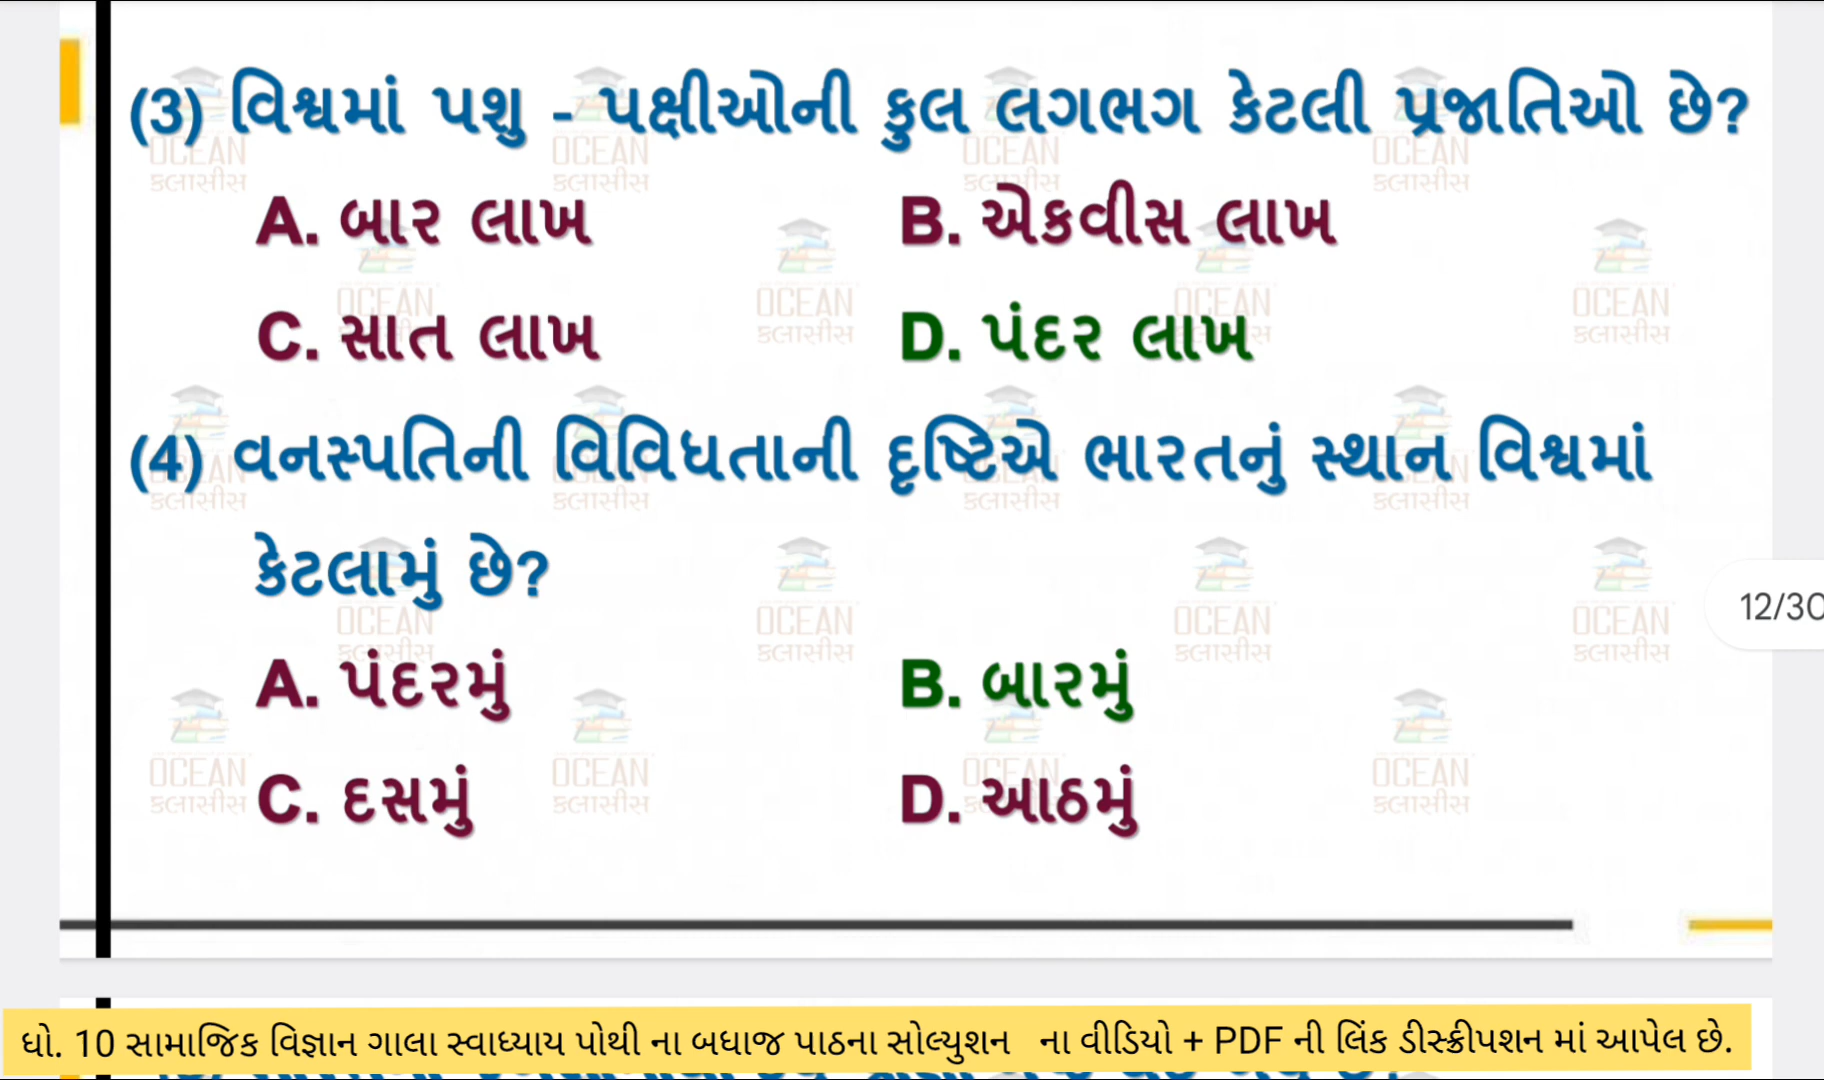 (3) વિશ્વમાં પશુ - પક્ષીઓની કુલ લગભગ કેટલી પ્રજાતિઓ છે?
A. બાર લાખ B. એકવીસ લાખ
C. સાત લાખ D. પંદર લાખ
(4) વનસ્પતિની વિવિધતાની દૃષ્ટિએ ભારતનું સ્થાન વિશ્વમાં
કેટલામું છે?
12/30
A. પંદરમું B. બારમું
C. દસમું D. આઠમું
ધો. 10 સામાજિક વિજ્ઞાન ગાલા સ્વાધ્યાય પોથી ના બધાજ પાઠના સોલ્યુશન ના વીડિયો + PDF ની લિંક ડીસ્ક્રીપશન માં આપેલ છે.
OCEAN
ક્લાસીસ